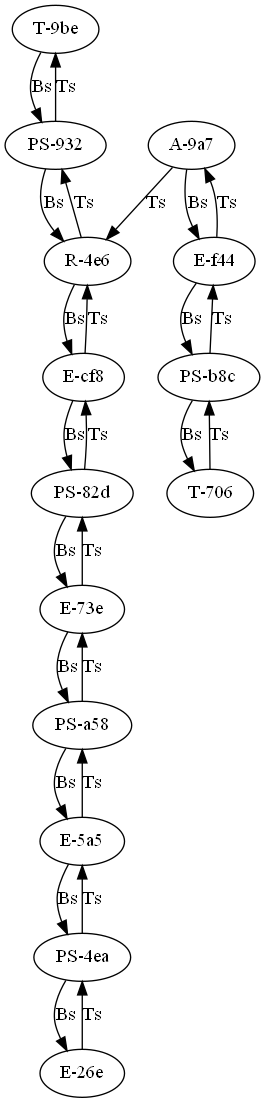 T-9be
Bs Ts
PS-932 A-9a7
Bs Ts Ts Bs Ts
R-4e6 E-f44
Bs Ts Bs Ts
E-cf8 PS-b8c
Bs Ts Bs Ts
PS-82d T-706
Bs Ts
E-73e
Bs Ts
PS-a58
Bs Ts
E-5a5
Bs Ts
PS-4ea
Bs Ts
E-26e